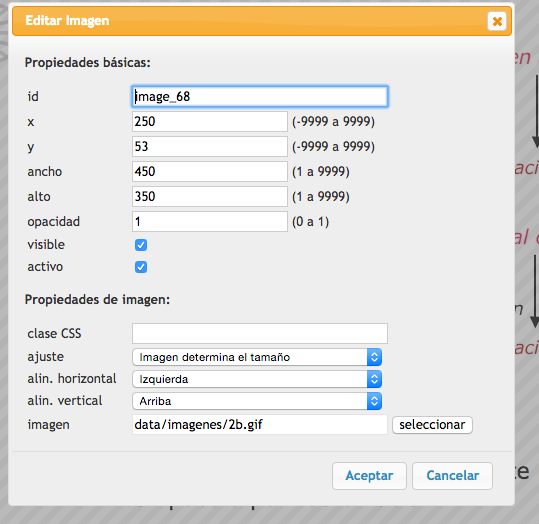 Editar Imagen
Propiedades básicas:
id image_68
x 250 (-9999 a 9999)
y 53 (-9999 a 9999)
ancho 450 (1 a 9999)
alto 350 (1 a 9999)
opacidad 1 (0 a 1)
visible
activo
Propiedades de imagen:
clase CSS
ajuste Imagen determina el tamaño
alin. horizontal Izquierda
alin. vertical Arriba
imagen data/imagenes/2b.gif seleccionar
Aceptar Cancelar